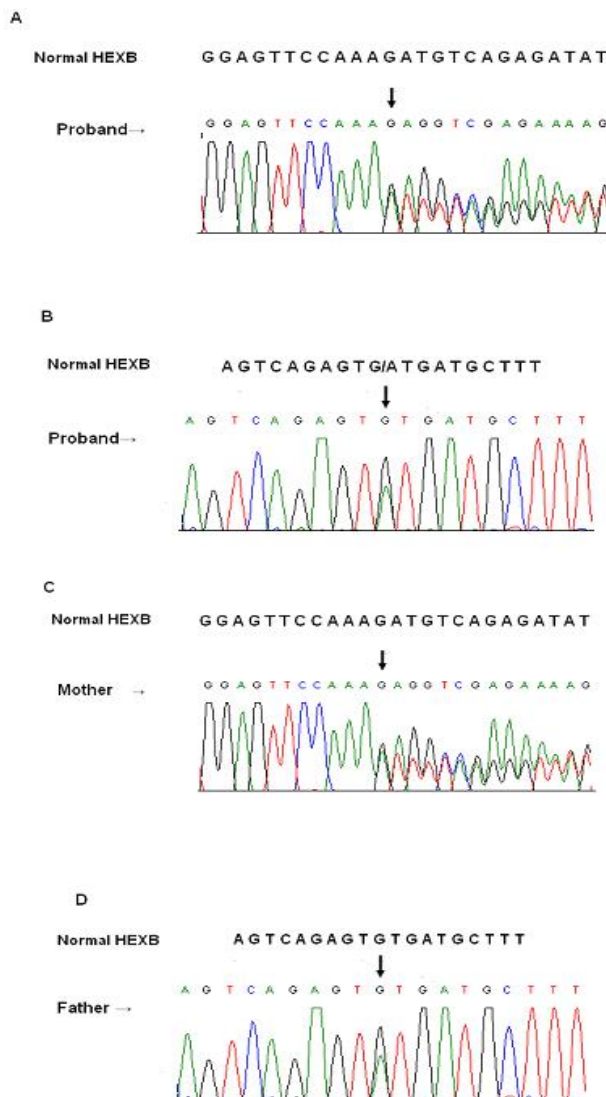 A
Normal HEXB GGAGTTCCAAAGATGTCAGAGATAT
Proband→ GGAGTTCCAAAGAGGTCGAGAAAAG
B
Normal HEXB AGTCAGAGTG/ATGATGCTTT
Proband→ AGTCAGAGTGTGATGCTTT
C
Normal HEXB GGAGTTCCAAAGATGTCAGAGATAT
Mother → GGAGTTCCAAAGAGGTCGAGAAAAG
D
Normal HEXB AGTCAGAGTGTGATGCTTT
Father → AGTCAGAGTGTGATGCTTT